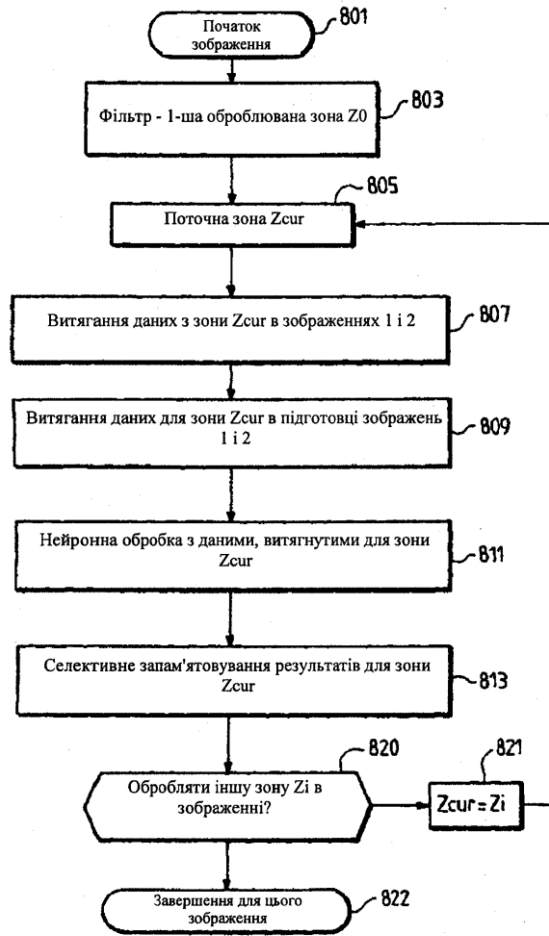 Початок
зображення
801
Фільтр - 1-ша оброблювана зона Z0
803
Поточна зона Zcur
805
Витягання даних з зони Zcur в зображеннях 1 і 2
807
Витягання даних для зони Zcur в підготовці зображень
1 і 2
809
Нейронна обробка з даними, витягнутими для зони
Zcur
811
Селективне запам'ятовування результатів для зони
Zcur
813
Обробляти іншу зону Zi в
зображенні?
820
Zcur = Zi
821
Завершення для цього
зображення
822